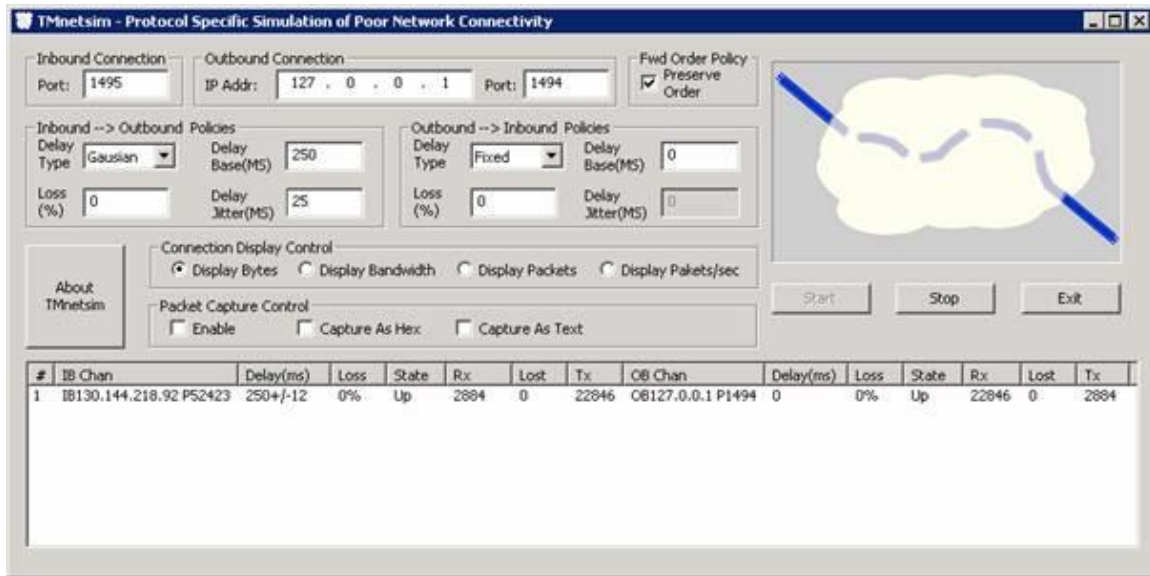 TMnetsim - Protocol Specific Simulation of Poor Network Connectivity
Inbound Connection
Port: 1495
Outbound Connection
IP Addr: 127 . 0 . 0 . 1 Port: 1494
Fwd Order Policy
Preserve
Order
Inbound --> Outbound Policies
Delay
Type
Gausian
Delay
Base(MS)
250
Loss
(%)
0
Delay
Jitter(MS)
25
Outbound --> Inbound Policies
Delay
Type
Fixed
Delay
Base(MS)
0
Loss
(%)
0
Delay
Jitter(MS)
0
About
TMnetsim
Connection Display Control
Display Bytes Display Bandwidth Display Packets Display Pakets/sec
Packet Capture Control
Enable Capture As Hex Capture As Text
Start Stop Exit
# IB Chan Delay(ms) Loss State Rx Lost Tx OB Chan Delay(ms) Loss State Rx Lost Tx
1 IB130.144.218.92 P52423 250+/-12 0% Up 2884 0 22846 OB127.0.0.1 P1494 0 0% Up 22846 0 2884